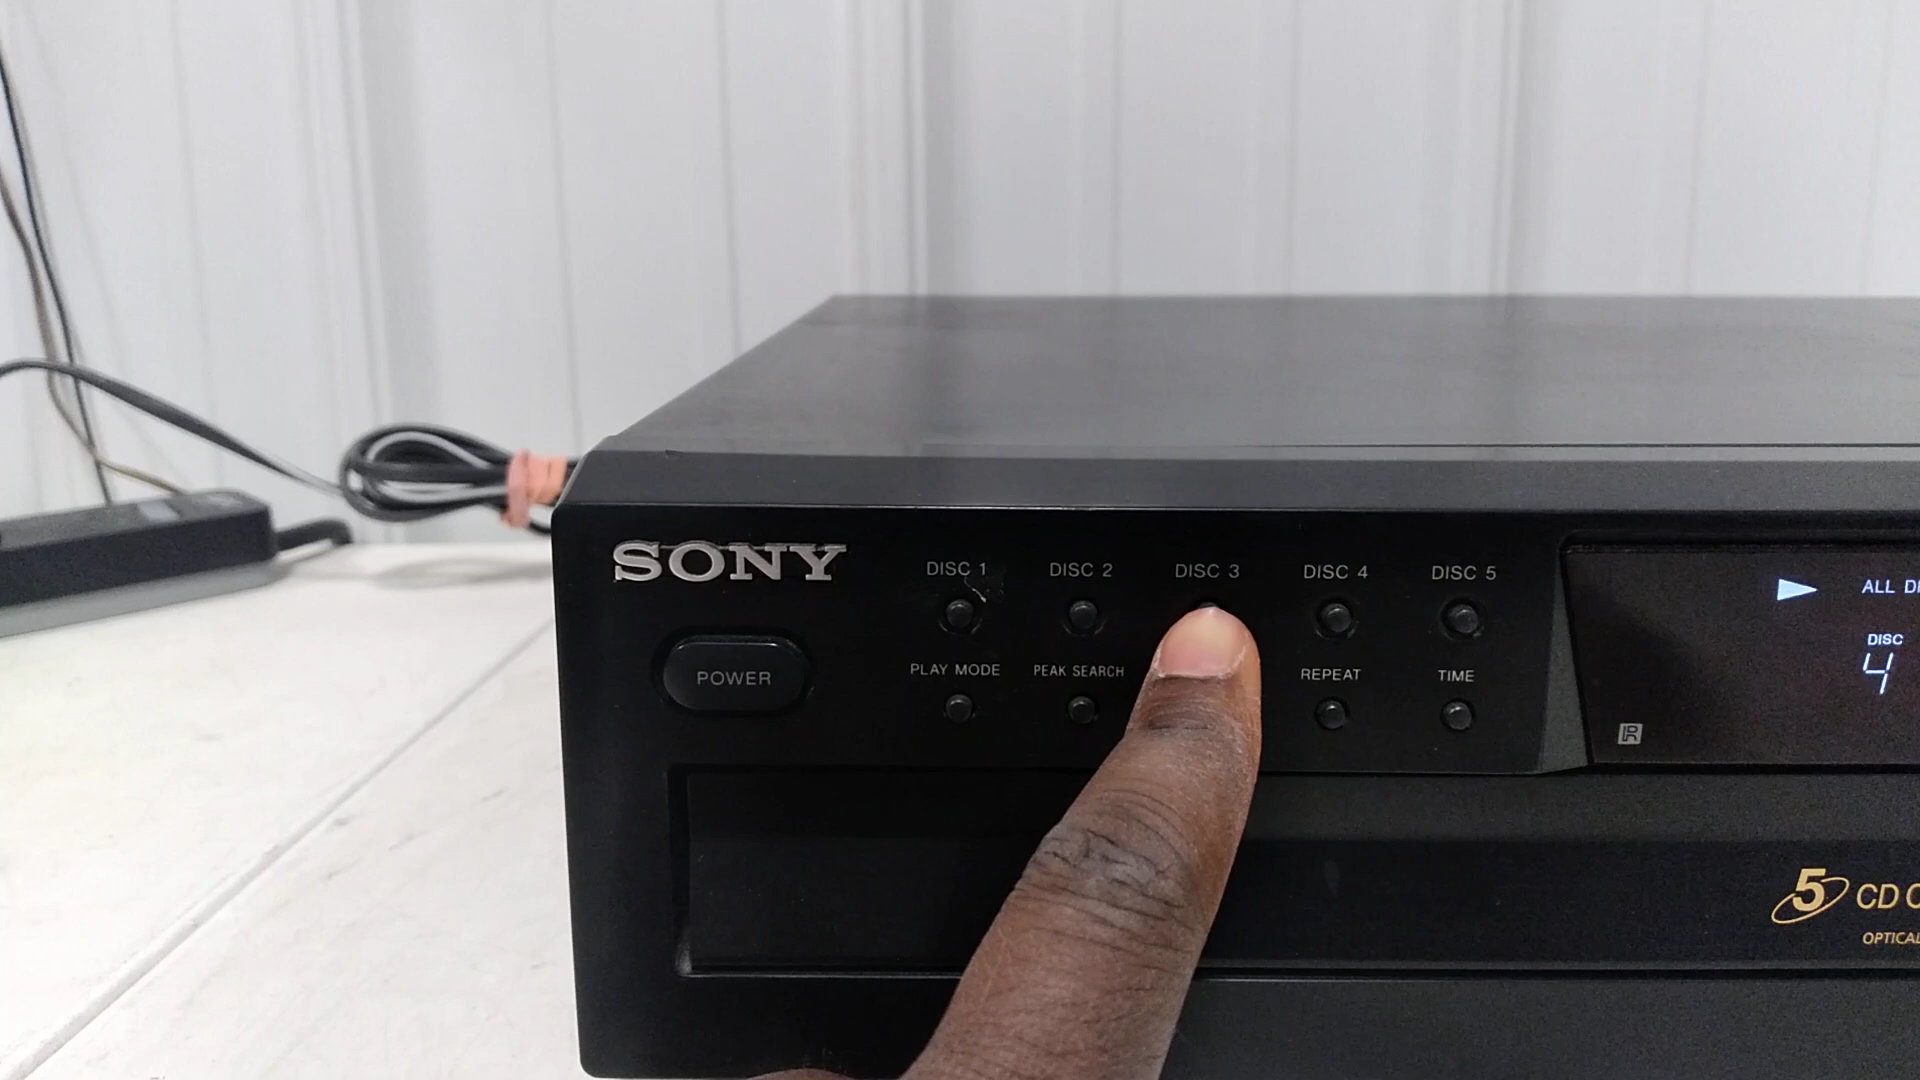 SONY
DISC 1 DISC 2 DISC 3 DISC 4 DISC 5
ALL
DISC
4
POWER
PLAY MODE PEAK SEARCH REPEAT TIME
R
5 CD
OPTICAL